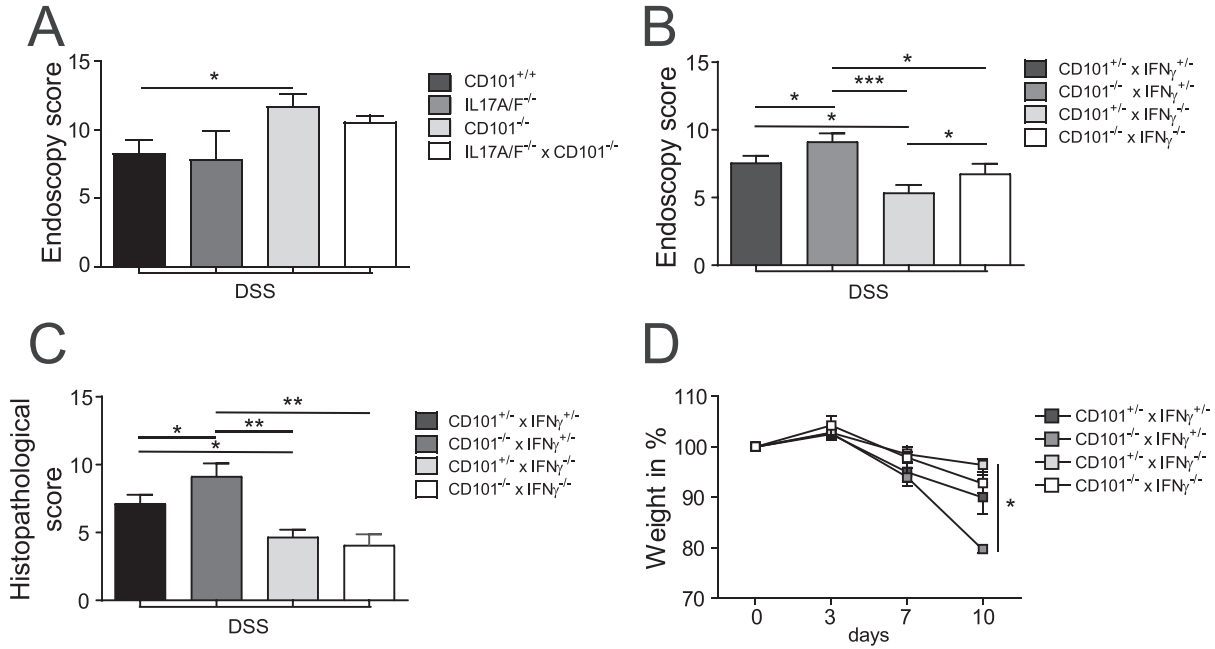 A
Endoscopy score
15
10
5
0
*
DSS
CD101+/+
IL17A/F-/-
CD101-/-
IL17A/F-/- x CD101-/-
B
Endoscopy score
15
10
5
0
*
***
*
*
*
DSS
CD101+/- x IFNγ+/-
CD101-/- x IFNγ+/-
CD101+/- x IFNγ-/-
CD101-/- x IFNγ-/-
C
Histopathological
score
15
10
5
0
**
*
**
*
DSS
CD101+/- x IFNγ+/-
CD101-/- x IFNγ+/-
CD101+/- x IFNγ-/-
CD101-/- x IFNγ-/-
D
Weight in %
110
100
90
80
70
0 3 7 10
days
*
CD101+/- x IFNγ+/-
CD101-/- x IFNγ+/-
CD101+/- x IFNγ-/-
CD101-/- x IFNγ-/-